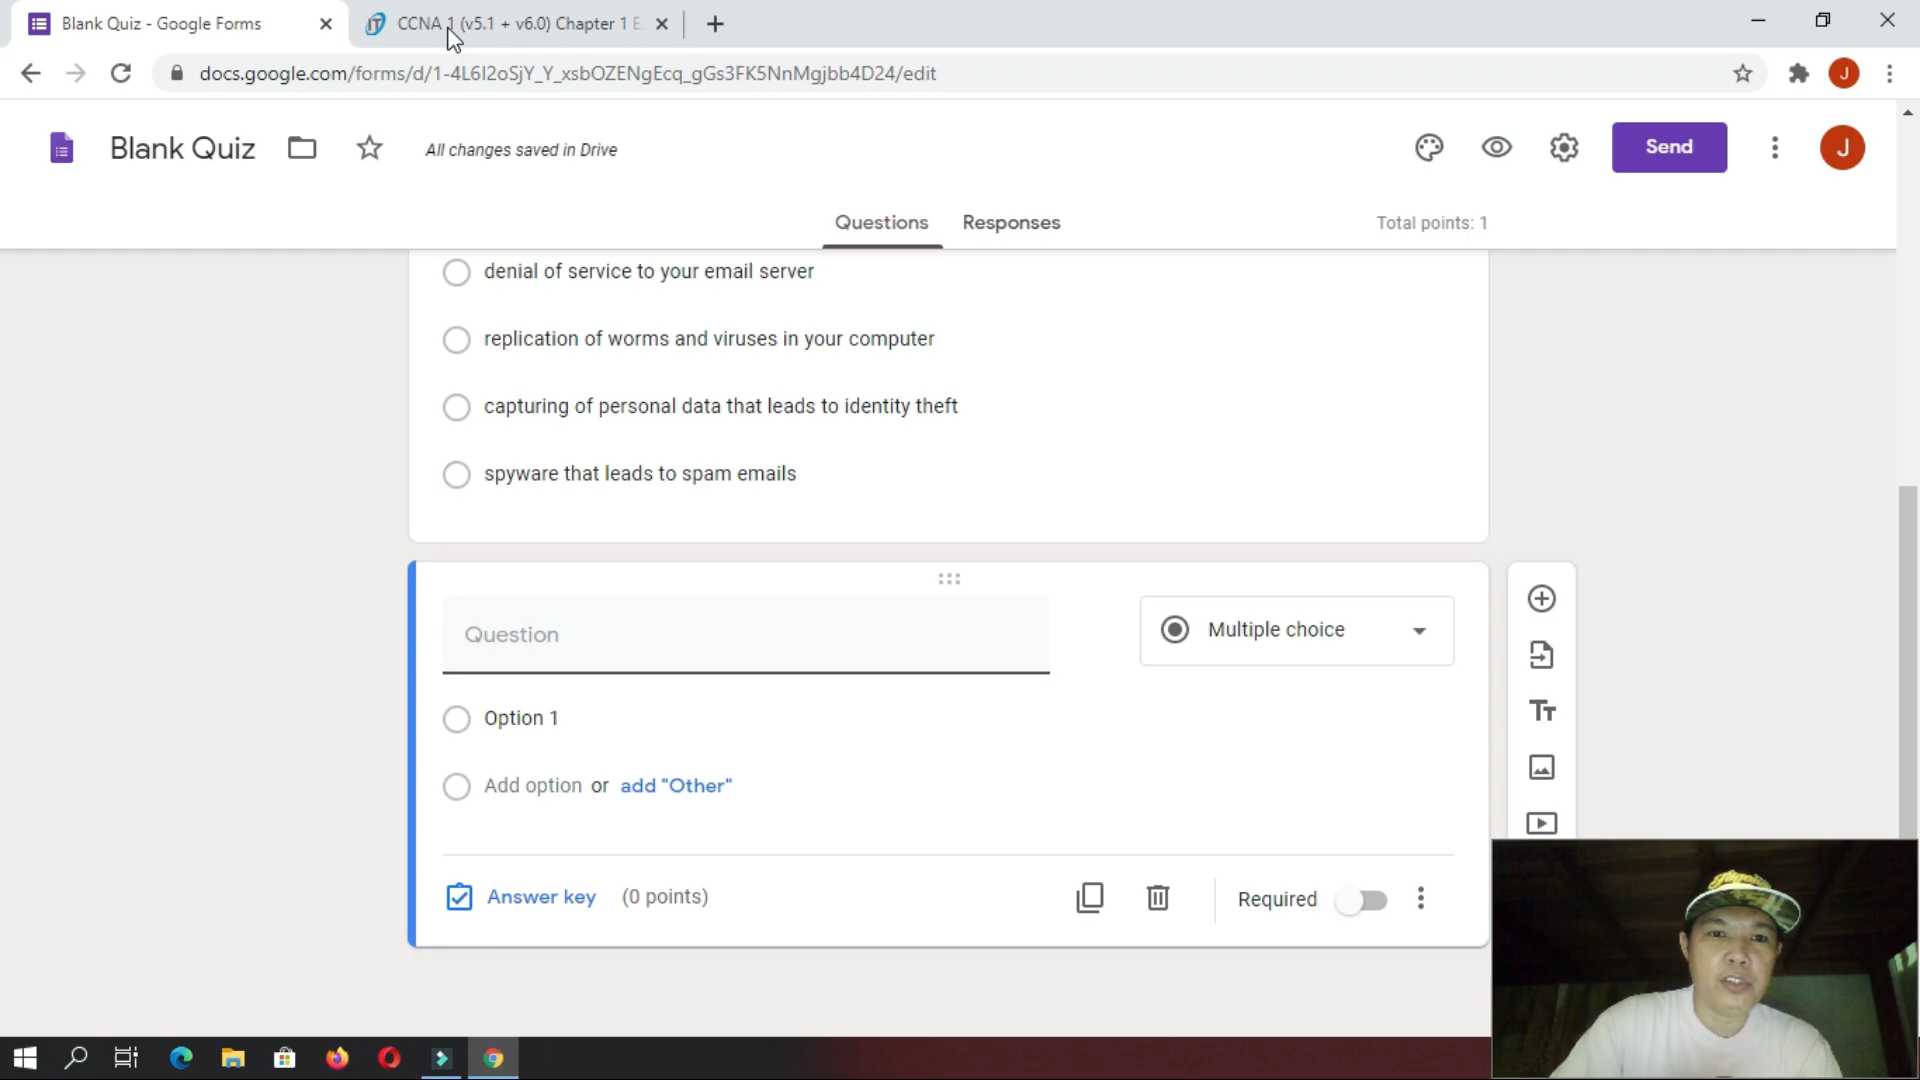 Blank Quiz - Google Forms
CCNA 1 (v5.1 + v6.0) Chapter 1 E
docs.google.com/forms/d/1-4L6I2oSjY_Y_xsbOZENgEcq_gGs3FK5NnMgjbb4D24/edit
J
Blank Quiz
All changes saved in Drive
Send
J
Questions
Responses
Total points: 1
denial of service to your email server
replication of worms and viruses in your computer
capturing of personal data that leads to identity theft
spyware that leads to spam emails
Question
Multiple choice
Option 1
Add option or add "Other"
Answer key (0 points)
Required